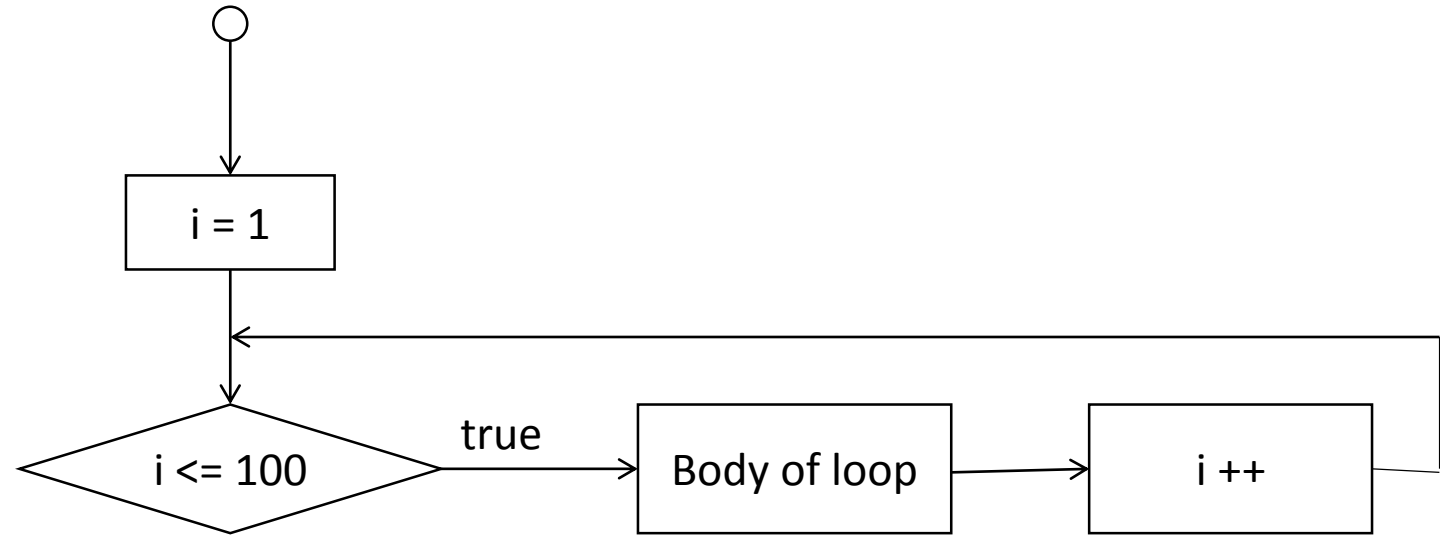 i = 1
true
i <= 100
Body of loop
i ++